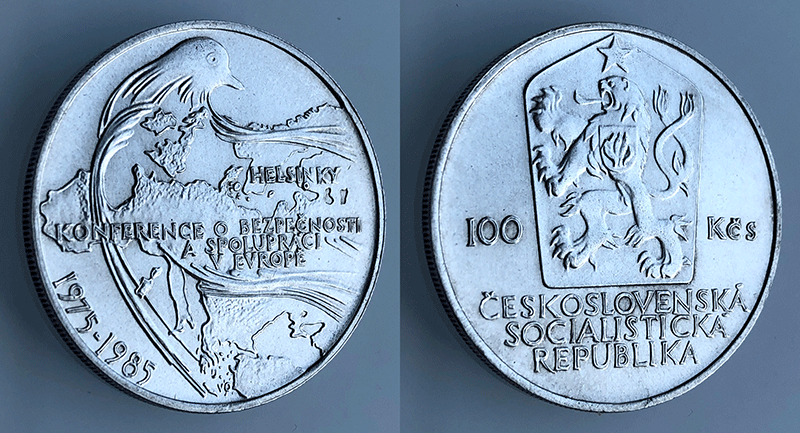 HELSINKY
KONFERENCE O BEZPEČNOSTI
A SPOLUPRÁCI
V EVROPĚ
1975-1985
100 Kčs
ČESKOSLOVENSKÁ
SOCIALISTICKÁ
REPUBLIKA